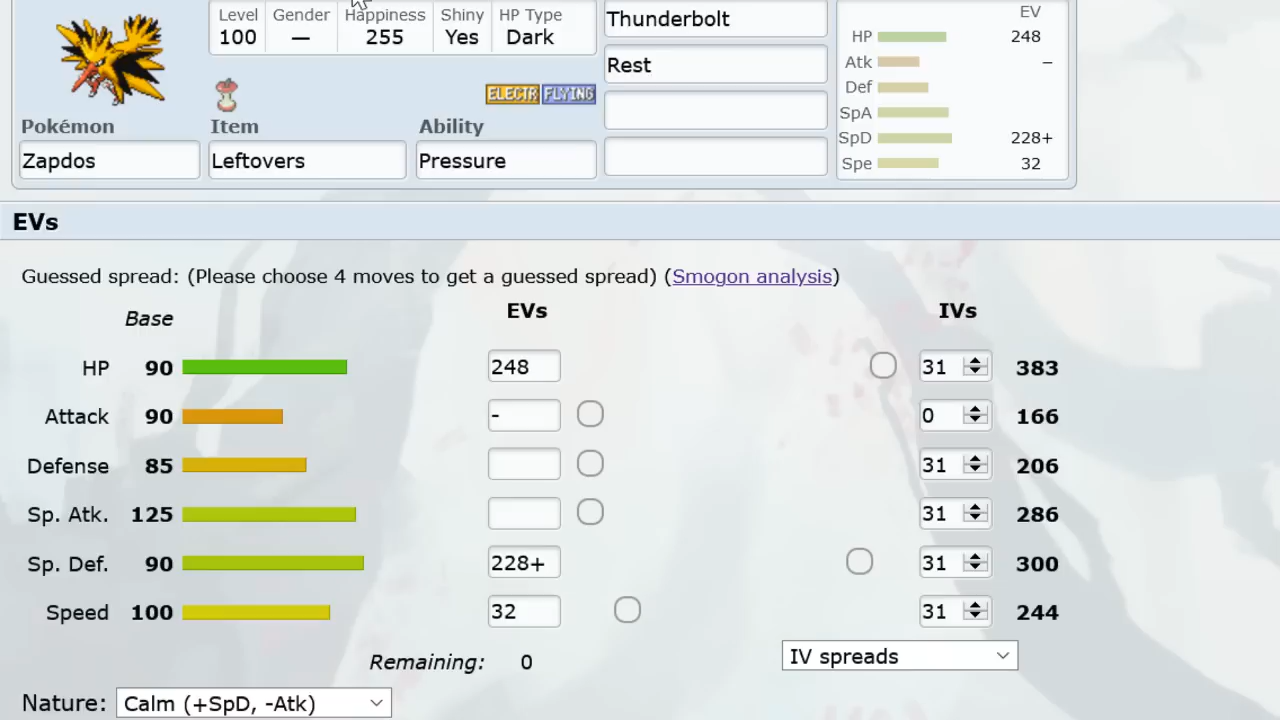 Level Gender Happiness Shiny HP Type
100 — 255 Yes Dark
ELECTR FLYING
Pokémon Item Ability
Zapdos Leftovers Pressure
Thunderbolt
Rest
EV
HP 248
Atk –
Def
SpA
SpD 228+
Spe 32
EVs
Guessed spread: (Please choose 4 moves to get a guessed spread) (Smogon analysis)
Base EVs IVs
HP 90 248 31 383
Attack 90 - 0 166
Defense 85 31 206
Sp. Atk. 125 31 286
Sp. Def. 90 228+ 31 300
Speed 100 32 31 244
Remaining: 0
IV spreads
Nature: Calm (+SpD, -Atk)